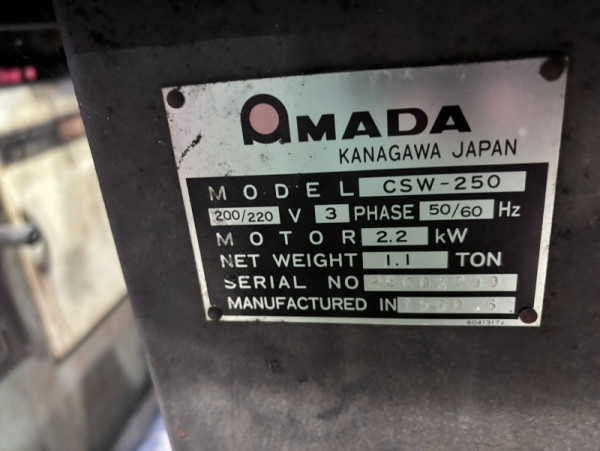 AMADA
KANAGAWA JAPAN
MODEL CSW-250
200/220 V 3 PHASE 50/60 Hz
MOTOR 2.2 kW
NET WEIGHT 1.1 TON
SERIAL NO
MANUFACTURED IN